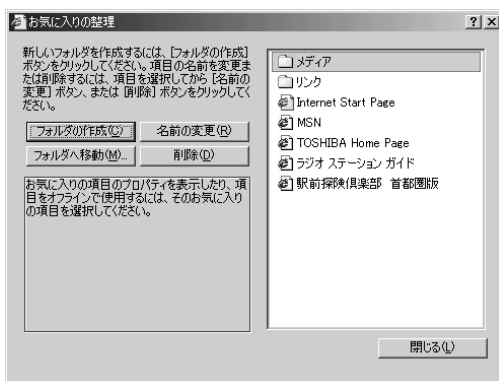 お気に入りの整理
新しいフォルダを作成するには、[フォルダの作成]
ボタンをクリックしてください。項目の名前を変更ま
たは削除するには、項目を選択してから [名前の
変更] ボタン、または [削除] ボタンをクリックしてく
ださい。
フォルダの作成(C)
名前の変更(R)
フォルダへ移動(M)...
削除(D)
お気に入りの項目のプロパティを表示したり、項
目をオフラインで使用するには、そのお気に入り
の項目を選択してください。
メディア
リンク
Internet Start Page
MSN
TOSHIBA Home Page
ラジオ ステーション ガイド
駅前探険倶楽部 首都圏版
閉じる(L)